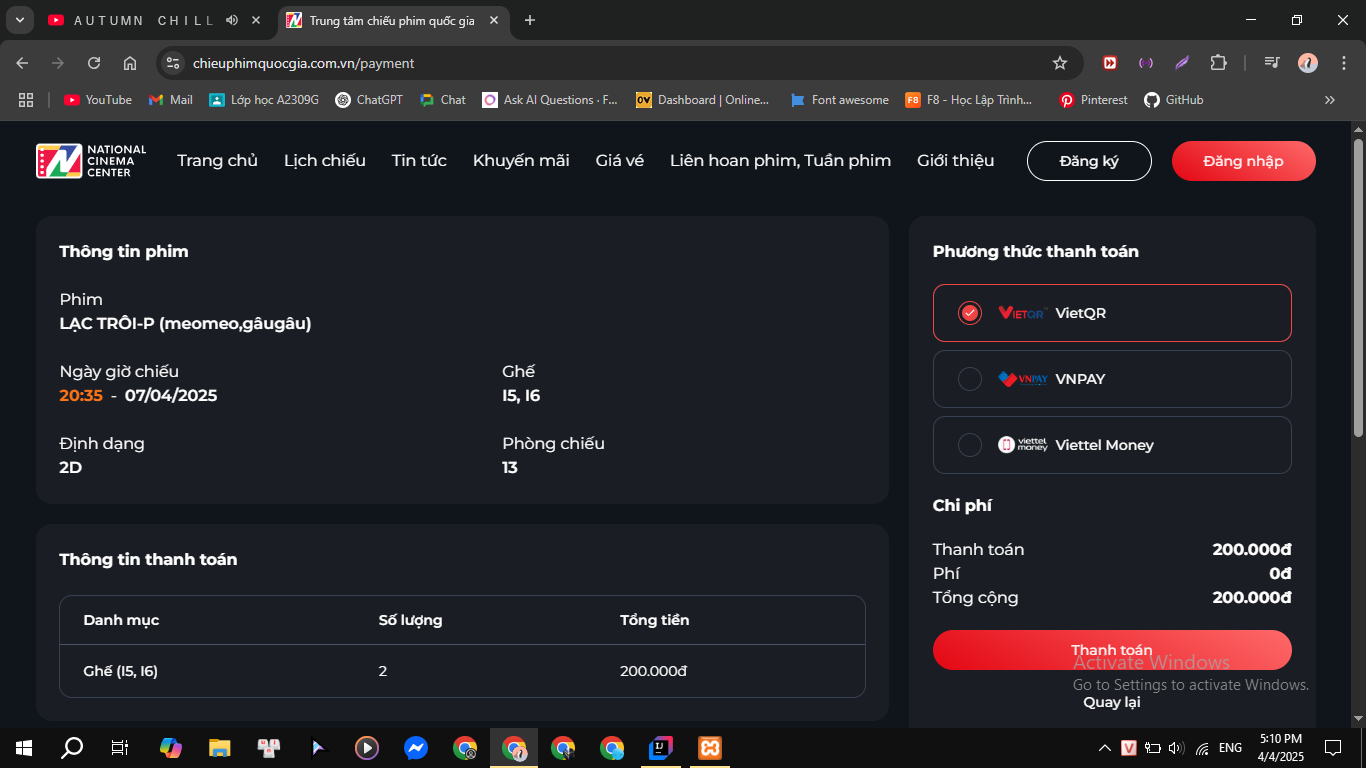 AUTUMN CHILL
Trung tâm chiếu phim quốc gia
chieuphimquocgia.com.vn/payment
YouTube
Mail
Lớp học A2309G
ChatGPT
Chat
Ask AI Questions · F...
Dashboard | Online...
Font awesome
F8 - Học Lập Trình...
Pinterest
GitHub
NATIONAL
CINEMA
CENTER
Trang chủ
Lịch chiếu
Tin tức
Khuyến mãi
Giá vé
Liên hoan phim, Tuần phim
Giới thiệu
Đăng ký
Đăng nhập
Thông tin phim
Phim
LẠC TRÔI-P (meomeo,gâugâu)
Ngày giờ chiếu
20:35 - 07/04/2025
Ghế
I5, I6
Định dạng
2D
Phòng chiếu
13
Thông tin thanh toán
Danh mục Số lượng Tổng tiền
Ghế (I5, I6) 2 200.000đ
Phương thức thanh toán
VIETQR VietQR
VNPAY VNPAY
viettel
money
Viettel Money
Chi phí
Thanh toán 200.000đ
Phí 0đ
Tổng cộng 200.000đ
Thanh toán
Activate Windows
Go to Settings to activate Windows.
Quay lại
ENG
5:10 PM
4/4/2025